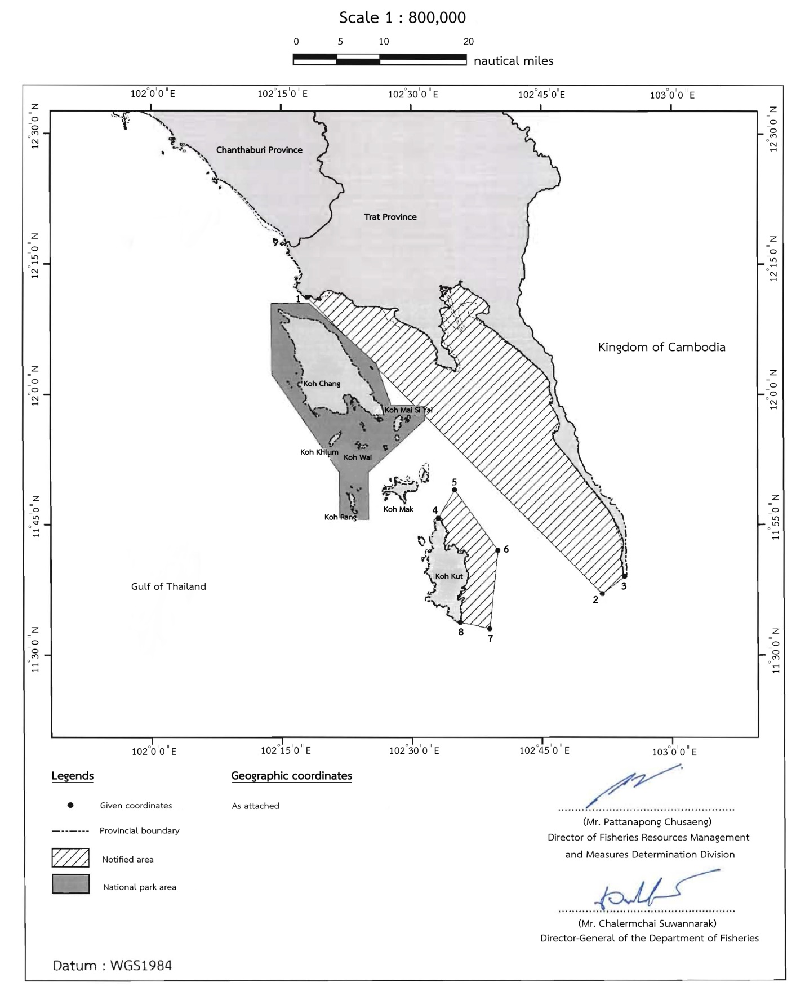 Scale 1 : 800,000
0 5 10 20
nautical miles
102°0'0"E 102°15'0"E 102°30'0"E 102°45'0"E 103°0'0"E
12°30'0"N
12°30'0"N
Chanthaburi Province
Trat Province
12°15'0"N
12°15'0"N
1
Kingdom of Cambodia
12°0'0"N
12°0'0"N
Koh Chang
Koh Mai Si Yai
Koh Khlum
Koh Wai
5
Koh Mak
4
Koh Rang
11°45'0"N
11°55'0"N
6
Koh Kut
Gulf of Thailand
3
2
8
7
11°30'0"N
11°30'0"N
102°0'0"E 102°15'0"E 102°30'0"E 102°45'0"E 103°0'0"E
Legends
Given coordinates
Provincial boundary
Notified area
National park area
Geographic coordinates
As attached
(Mr. Pattanapong Chusaeng)
Director of Fisheries Resources Management
and Measures Determination Division
(Mr. Chalermchai Suwannarak)
Director-General of the Department of Fisheries
Datum : WGS1984